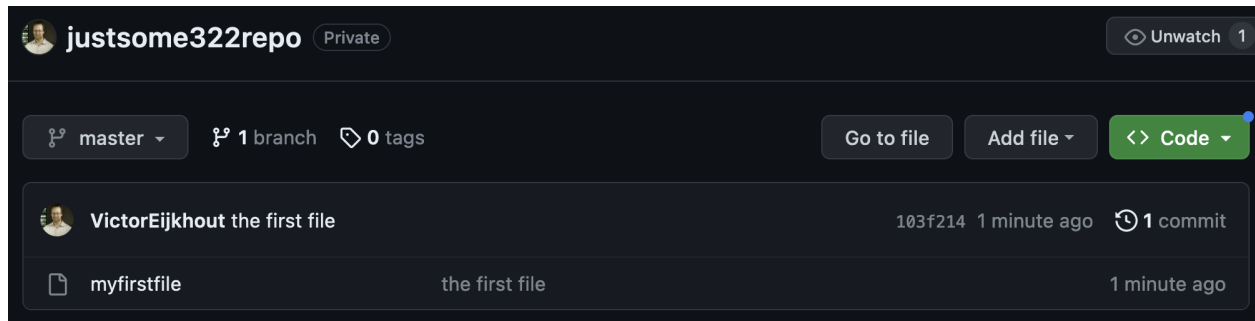 justsome322repo Private Unwatch 1
master 1 branch 0 tags Go to file Add file Code
VictorEijkhout the first file 103f214 1 minute ago 1 commit
myfirstfile the first file 1 minute ago